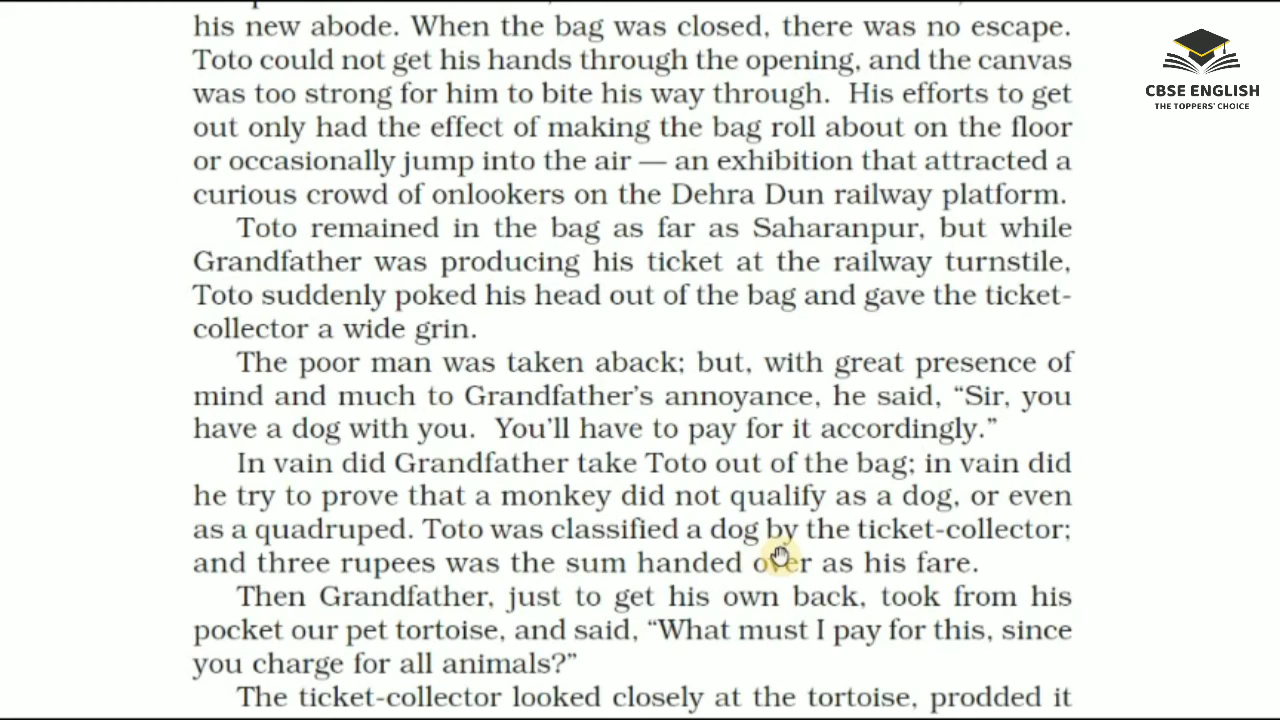 his new abode. When the bag was closed, there was no escape.
Toto could not get his hands through the opening, and the canvas
was too strong for him to bite his way through. His efforts to get
out only had the effect of making the bag roll about on the floor
or occasionally jump into the air — an exhibition that attracted a
curious crowd of onlookers on the Dehra Dun railway platform.
Toto remained in the bag as far as Saharanpur, but while
Grandfather was producing his ticket at the railway turnstile,
Toto suddenly poked his head out of the bag and gave the ticket-
collector a wide grin.
The poor man was taken aback; but, with great presence of
mind and much to Grandfather’s annoyance, he said, “Sir, you
have a dog with you. You’ll have to pay for it accordingly.”
In vain did Grandfather take Toto out of the bag; in vain did
he try to prove that a monkey did not qualify as a dog, or even
as a quadruped. Toto was classified a dog by the ticket-collector;
and three rupees was the sum handed over as his fare.
Then Grandfather, just to get his own back, took from his
pocket our pet tortoise, and said, “What must I pay for this, since
you charge for all animals?”
The ticket-collector looked closely at the tortoise, prodded it
CBSE ENGLISH
THE TOPPERS' CHOICE